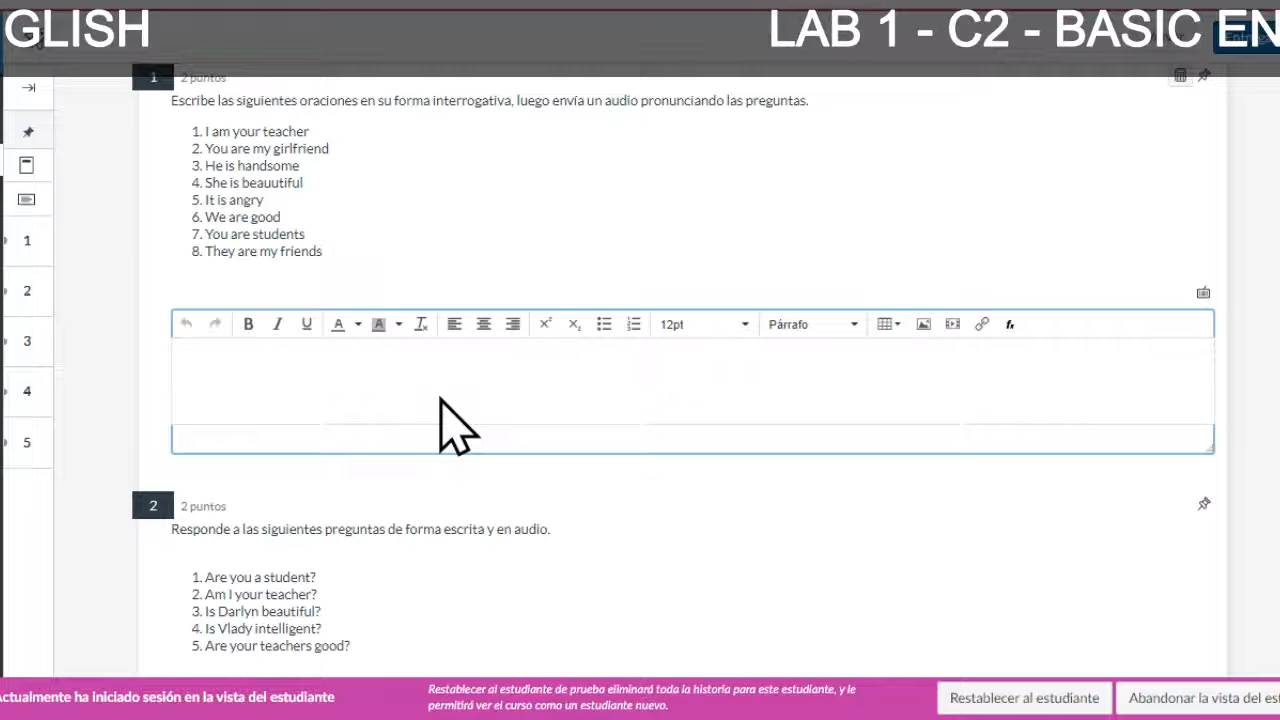 GLISH
LAB 1 - C2 - BASIC EN
1 2 puntos
Escribe las siguientes oraciones en su forma interrogativa, luego envía un audio pronunciando las preguntas.
1. I am your teacher
2. You are my girlfriend
3. He is handsome
4. She is beauutiful
5. It is angry
6. We are good
7. You are students
8. They are my friends
1
2
3
4
5
B I U A A Tx x² x₂ 12pt Párrafo fx
2 2 puntos
Responde a las siguientes preguntas de forma escrita y en audio.
1. Are you a student?
2. Am I your teacher?
3. Is Darlyn beautiful?
4. Is Vlady intelligent?
5. Are your teachers good?
Actualmente ha iniciado sesión en la vista del estudiante
Restablecer al estudiante de prueba eliminará toda la historia para este estudiante, y le
permitirá ver el curso como un estudiante nuevo.
Restablecer al estudiante
Abandonar la vista del est